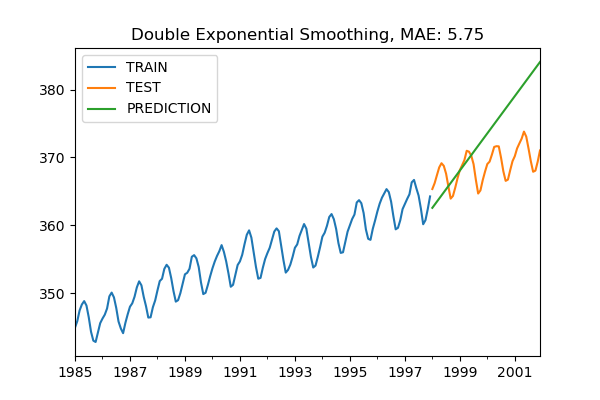 Double Exponential Smoothing, MAE: 5.75
TRAIN
TEST
PREDICTION
380
370
360
350
1985 1987 1989 1991 1993 1995 1997 1999 2001